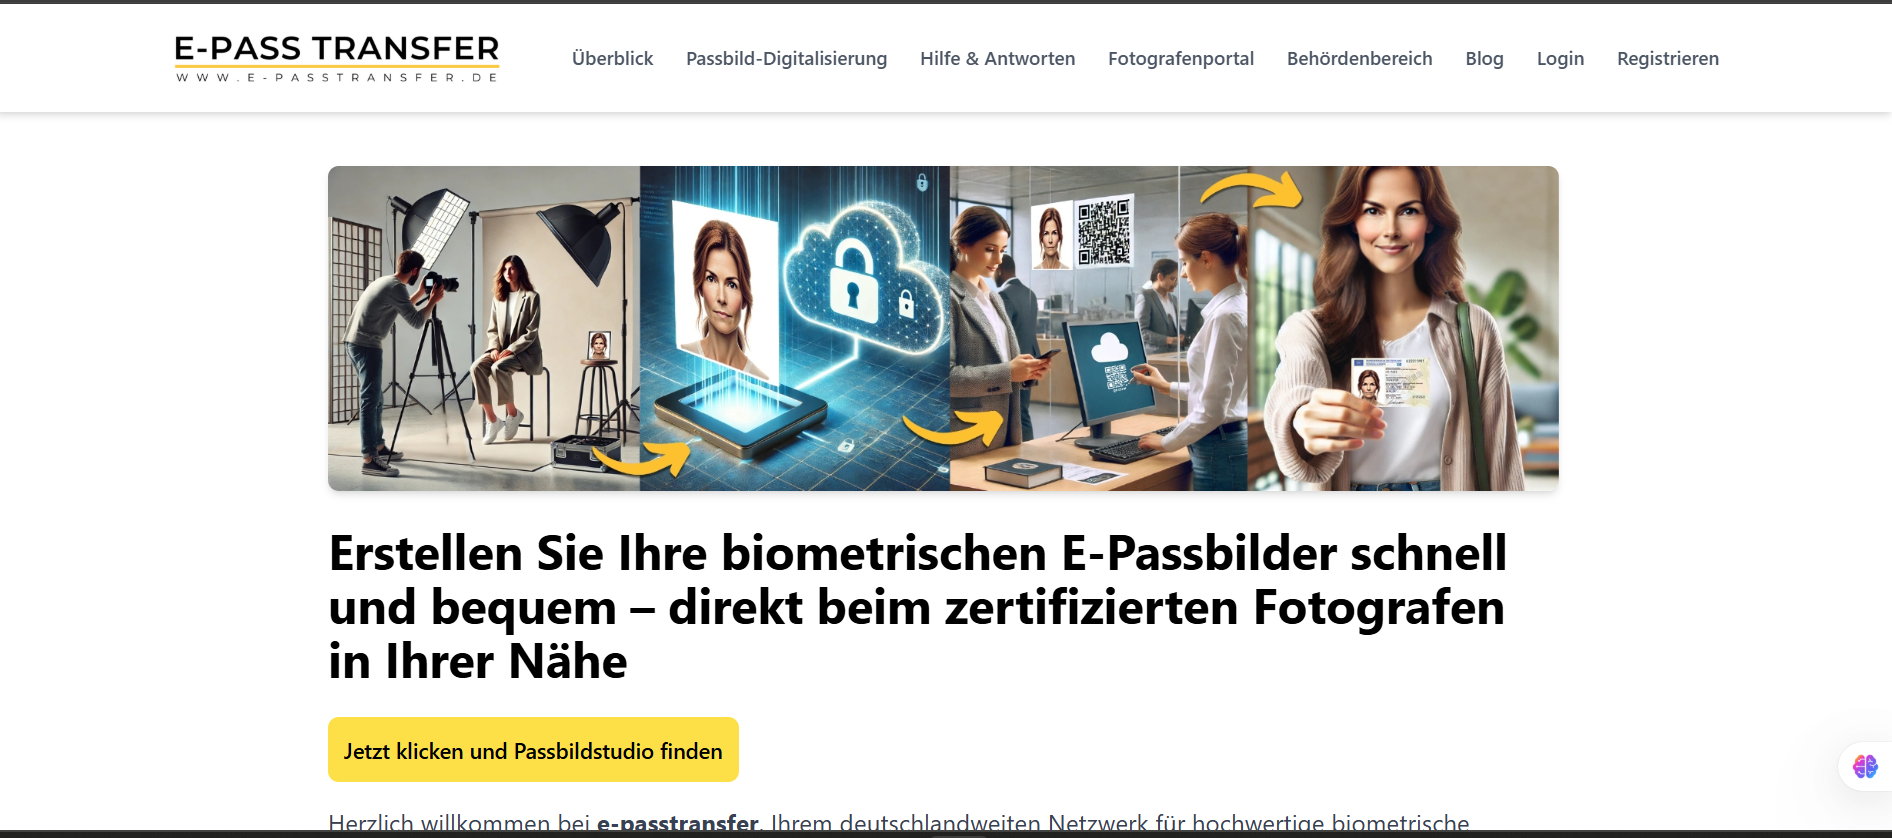 E-PASS TRANSFER
WWW.E-PASSTRANSFER.DE
Überblick Passbild-Digitalisierung Hilfe & Antworten Fotografenportal Behördenbereich Blog Login Registrieren
Erstellen Sie Ihre biometrischen E-Passbilder schnell
und bequem – direkt beim zertifizierten Fotografen
in Ihrer Nähe
Jetzt klicken und Passbildstudio finden
Herzlich willkommen bei e-passtransfer, Ihrem deutschlandweiten Netzwerk für hochwertige biometrische